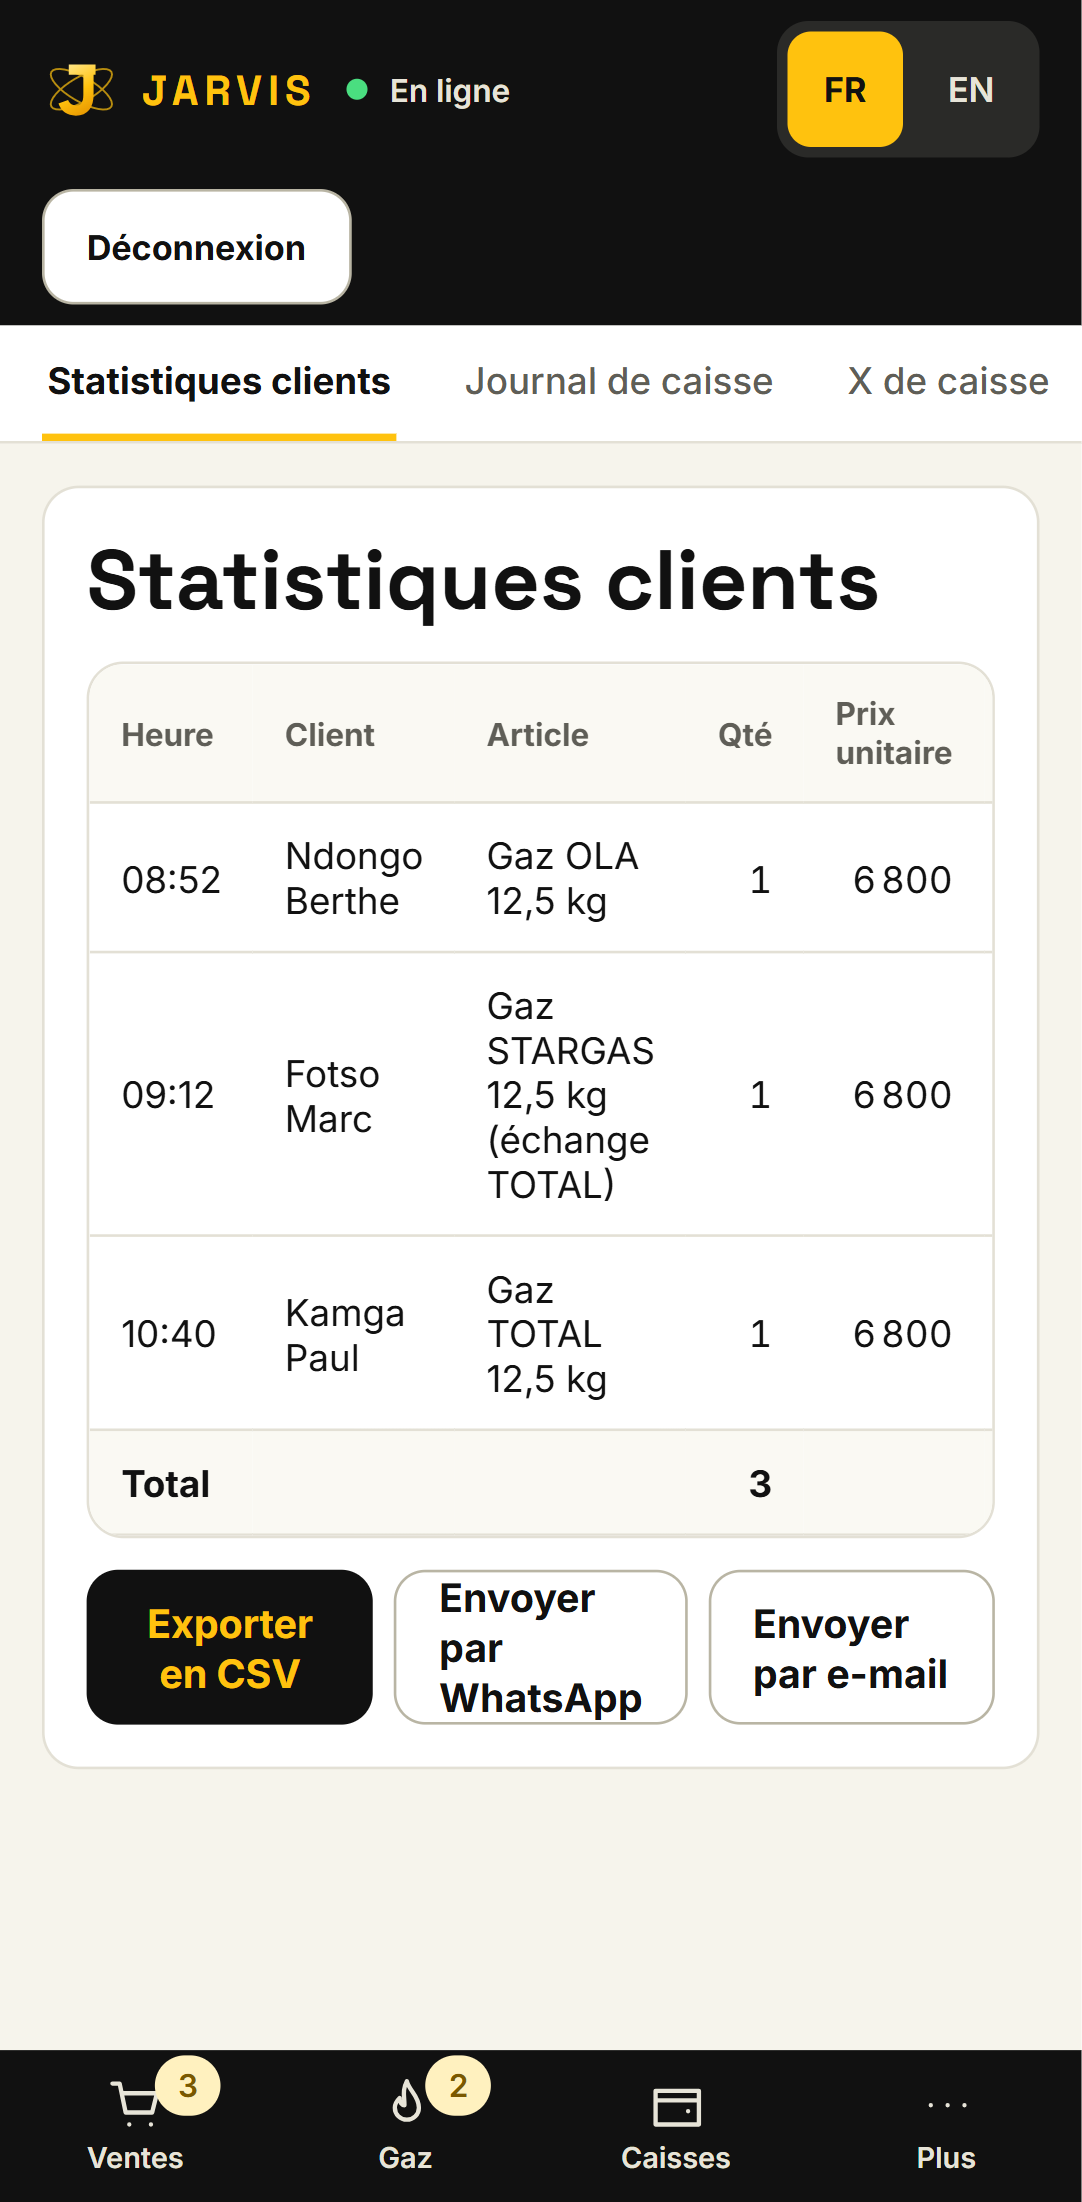 JARVIS En ligne FR EN
Déconnexion
Statistiques clients Journal de caisse X de caisse
Statistiques clients
Heure Client Article Qté Prix unitaire
08:52 Ndongo Berthe Gaz OLA 12,5 kg 1 6 800
09:12 Fotso Marc Gaz STARGAS 12,5 kg (échange TOTAL) 1 6 800
10:40 Kamga Paul Gaz TOTAL 12,5 kg 1 6 800
Total 3
Exporter en CSV
Envoyer par WhatsApp
Envoyer par e-mail
3 2
Ventes Gaz Caisses Plus